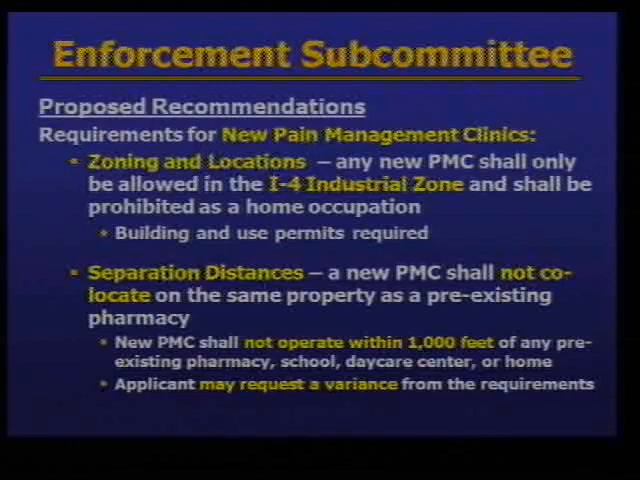 Enforcement Subcommittee
Proposed Recommendations
Requirements for New Pain Management Clinics:
Zoning and Locations – any new PMC shall only
be allowed in the I-4 Industrial Zone and shall be
prohibited as a home occupation
Building and use permits required
Separation Distances – a new PMC shall not co-
locate on the same property as a pre-existing
pharmacy
New PMC shall not operate within 1,000 feet of any pre-
existing pharmacy, school, daycare center, or home
Applicant may request a variance from the requirements